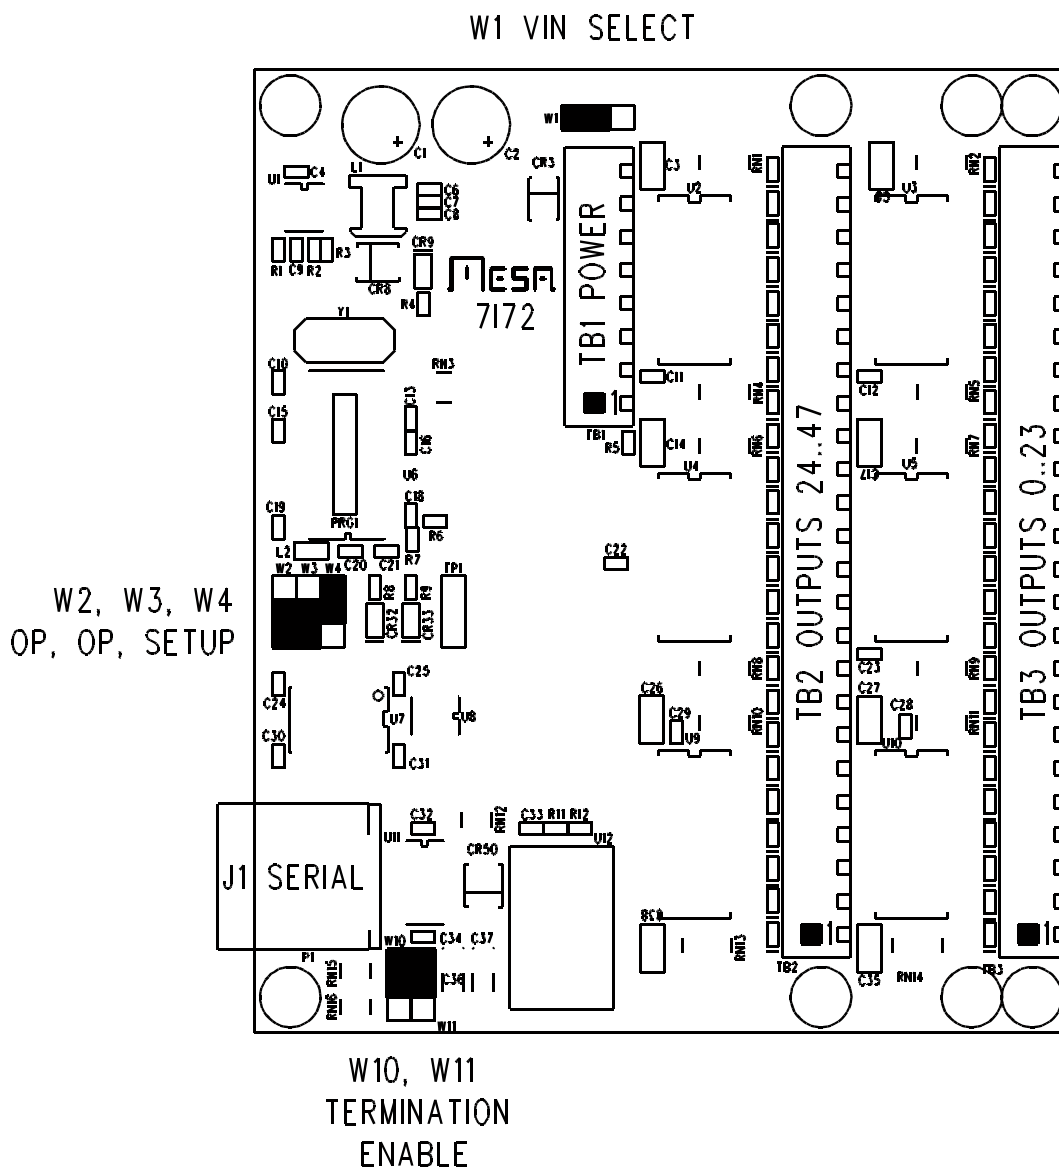 W1 VIN SELECT
W1
C1
C2
CR3
C3
RN1
RN2
U1
C4
L1
U2
U3
C6
C7
C8
TB1 POWER
R1
C9
R2
R3
CR9
CR8
R4
MESA
7172
Y1
RN3
C10
C11
C12
RN4
RN5
C13
C15
C16
1
TB1
R5
C14
RN6
RN7
C17
U4
U5
U6
TB2 OUTPUTS 24..47
TB3 OUTPUTS 0..23
C18
C19
PRG1
R6
R7
L2
C20
C21
C22
W2
W3
W4
TP1
R8
R9
CR32
CR33
W2, W3, W4
OP, OP, SETUP
RN8
C23
RN9
C24
C25
C26
C27
C28
C29
RN10
RN11
U7
U8
U9
U10
C30
C31
C32
RN12
C33
R11
R12
U11
U12
CR50
J1 SERIAL
W10
C34
C37
P1
RN15
C36
RN13
1
1
TB2
TB3
C35
RN14
RN16
W11
W10, W11
TERMINATION
ENABLE